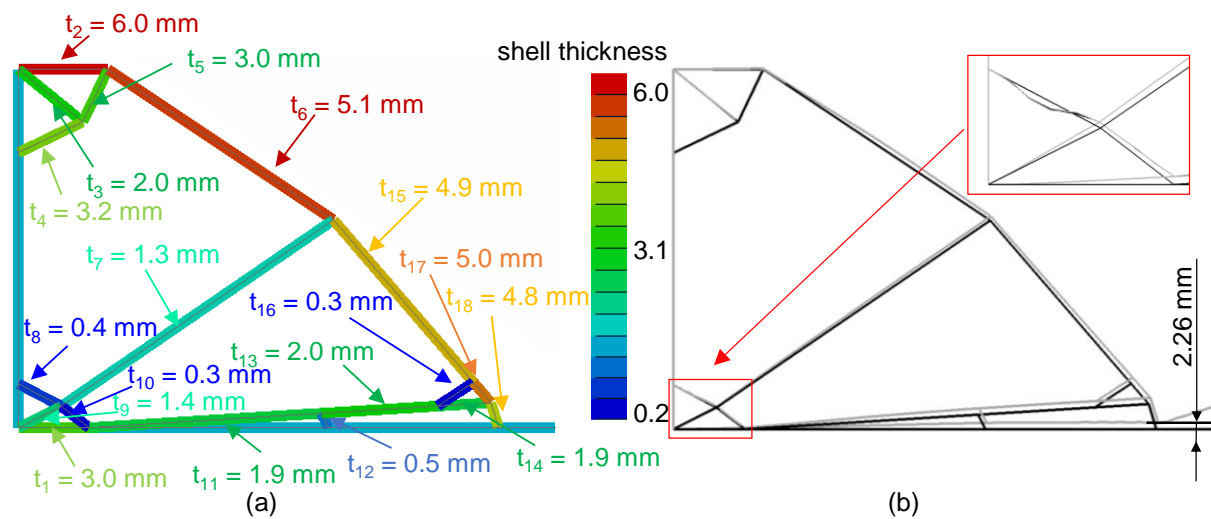 t2 = 6.0 mm
t5 = 3.0 mm
shell thickness
6.0
t6 = 5.1 mm
t3 = 2.0 mm
t15 = 4.9 mm
t4 = 3.2 mm
t7 = 1.3 mm
t17 = 5.0 mm
3.1
t16 = 0.3 mm
t18 = 4.8 mm
t8 = 0.4 mm
t13 = 2.0 mm
2.26 mm
t10 = 0.3 mm
t9 = 1.4 mm
0.2
t12 = 0.5 mm
t14 = 1.9 mm
t1 = 3.0 mm
t11 = 1.9 mm
(a)
(b)